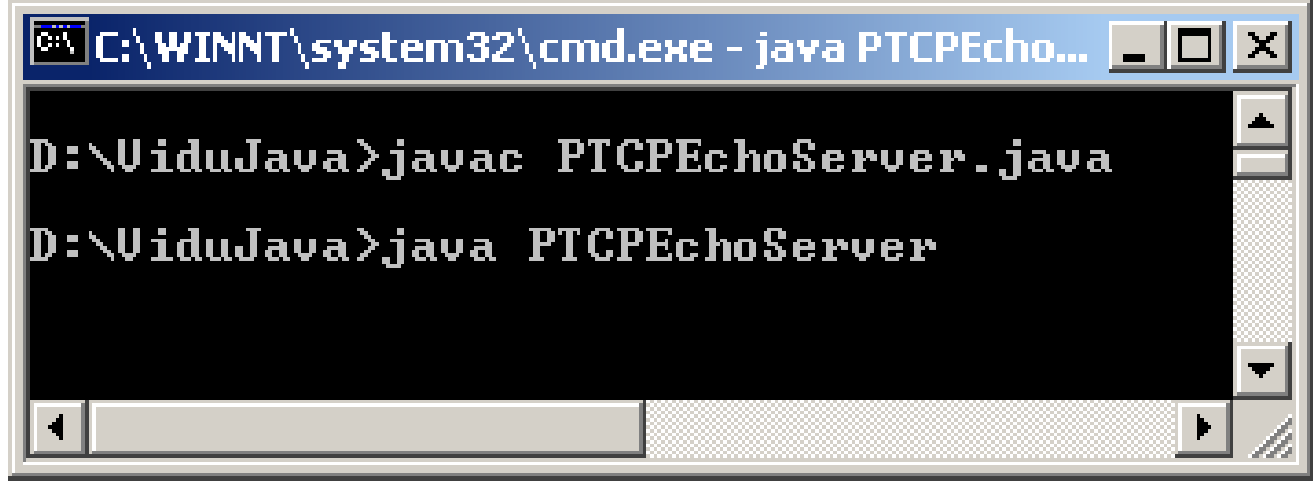 C:\WINNT\system32\cmd.exe - java PTCPEcho...
D:\ViduJava>javac PTCPEchoServer.java
D:\ViduJava>java PTCPEchoServer